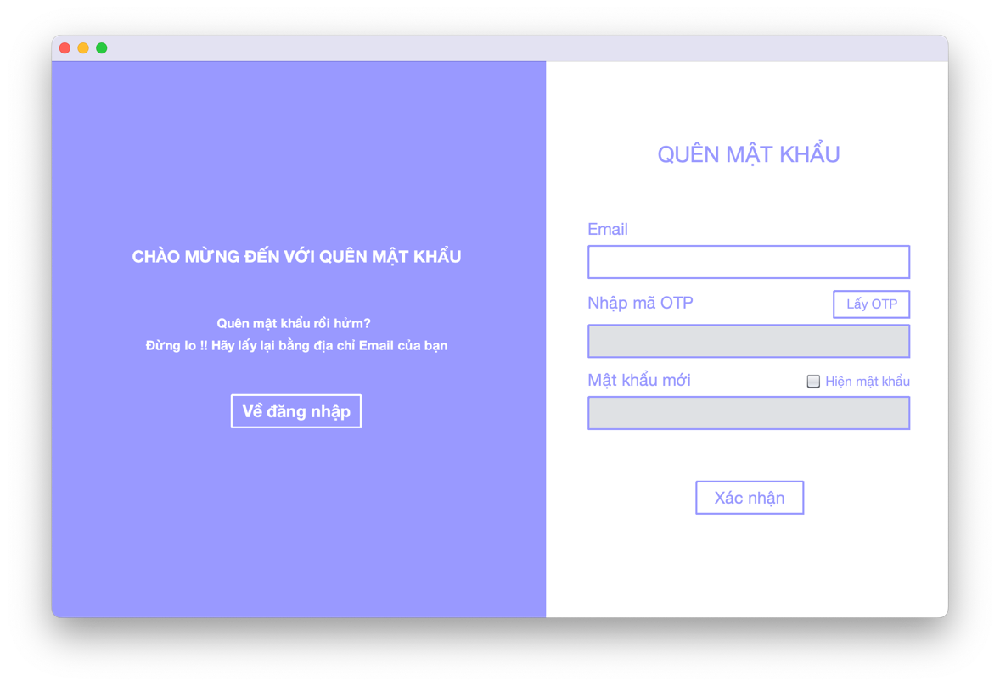 CHÀO MỪNG ĐẾN VỚI QUÊN MẬT KHẨU
Quên mật khẩu rồi hửm?
Đừng lo !! Hãy lấy lại bằng địa chỉ Email của bạn
Về đăng nhập
QUÊN MẬT KHẨU
Email
Nhập mã OTP
Lấy OTP
Mật khẩu mới
Hiện mật khẩu
Xác nhận